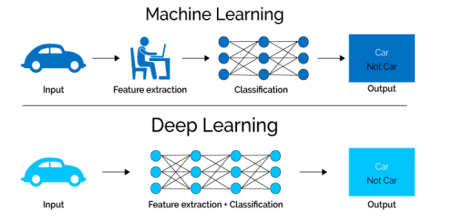 Machine Learning
Car
Not Car
Input
Feature extraction
Classification
Output
Deep Learning
Car
Not Car
Input
Feature extraction + Classification
Output